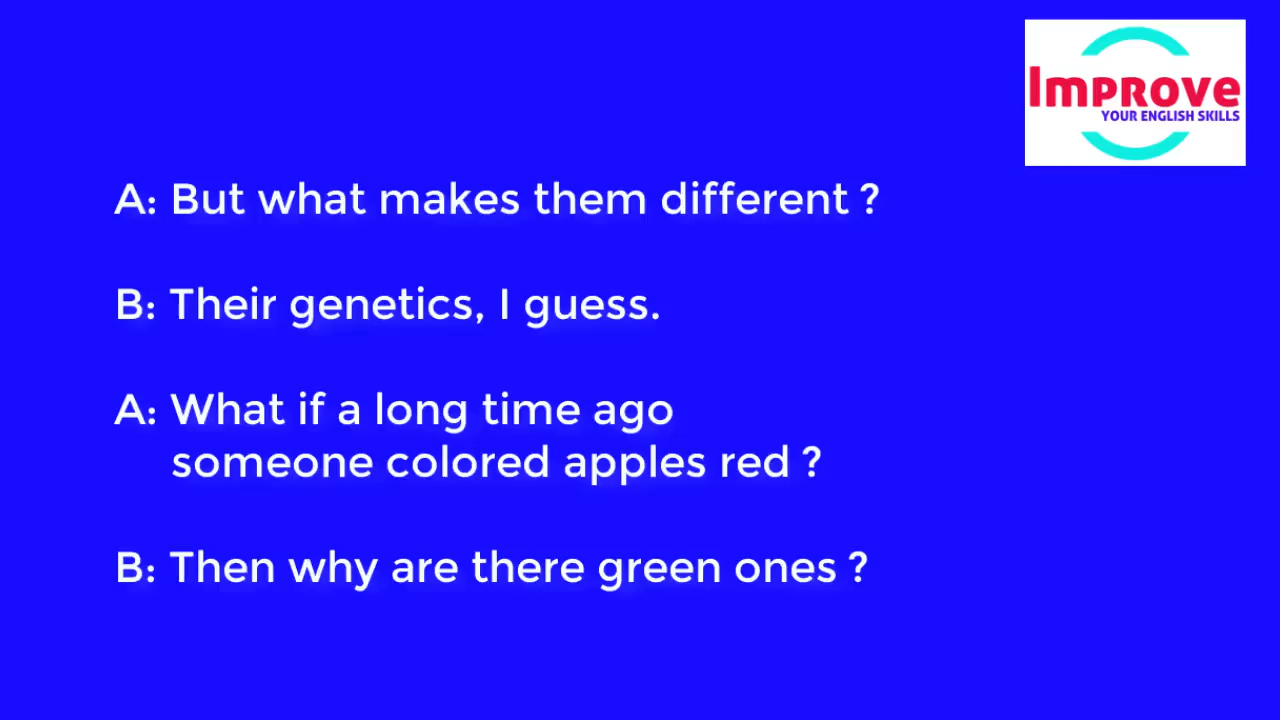 Improve
YOUR ENGLISH SKILLS
A: But what makes them different ?
B: Their genetics, I guess.
A: What if a long time ago
someone colored apples red ?
B: Then why are there green ones ?